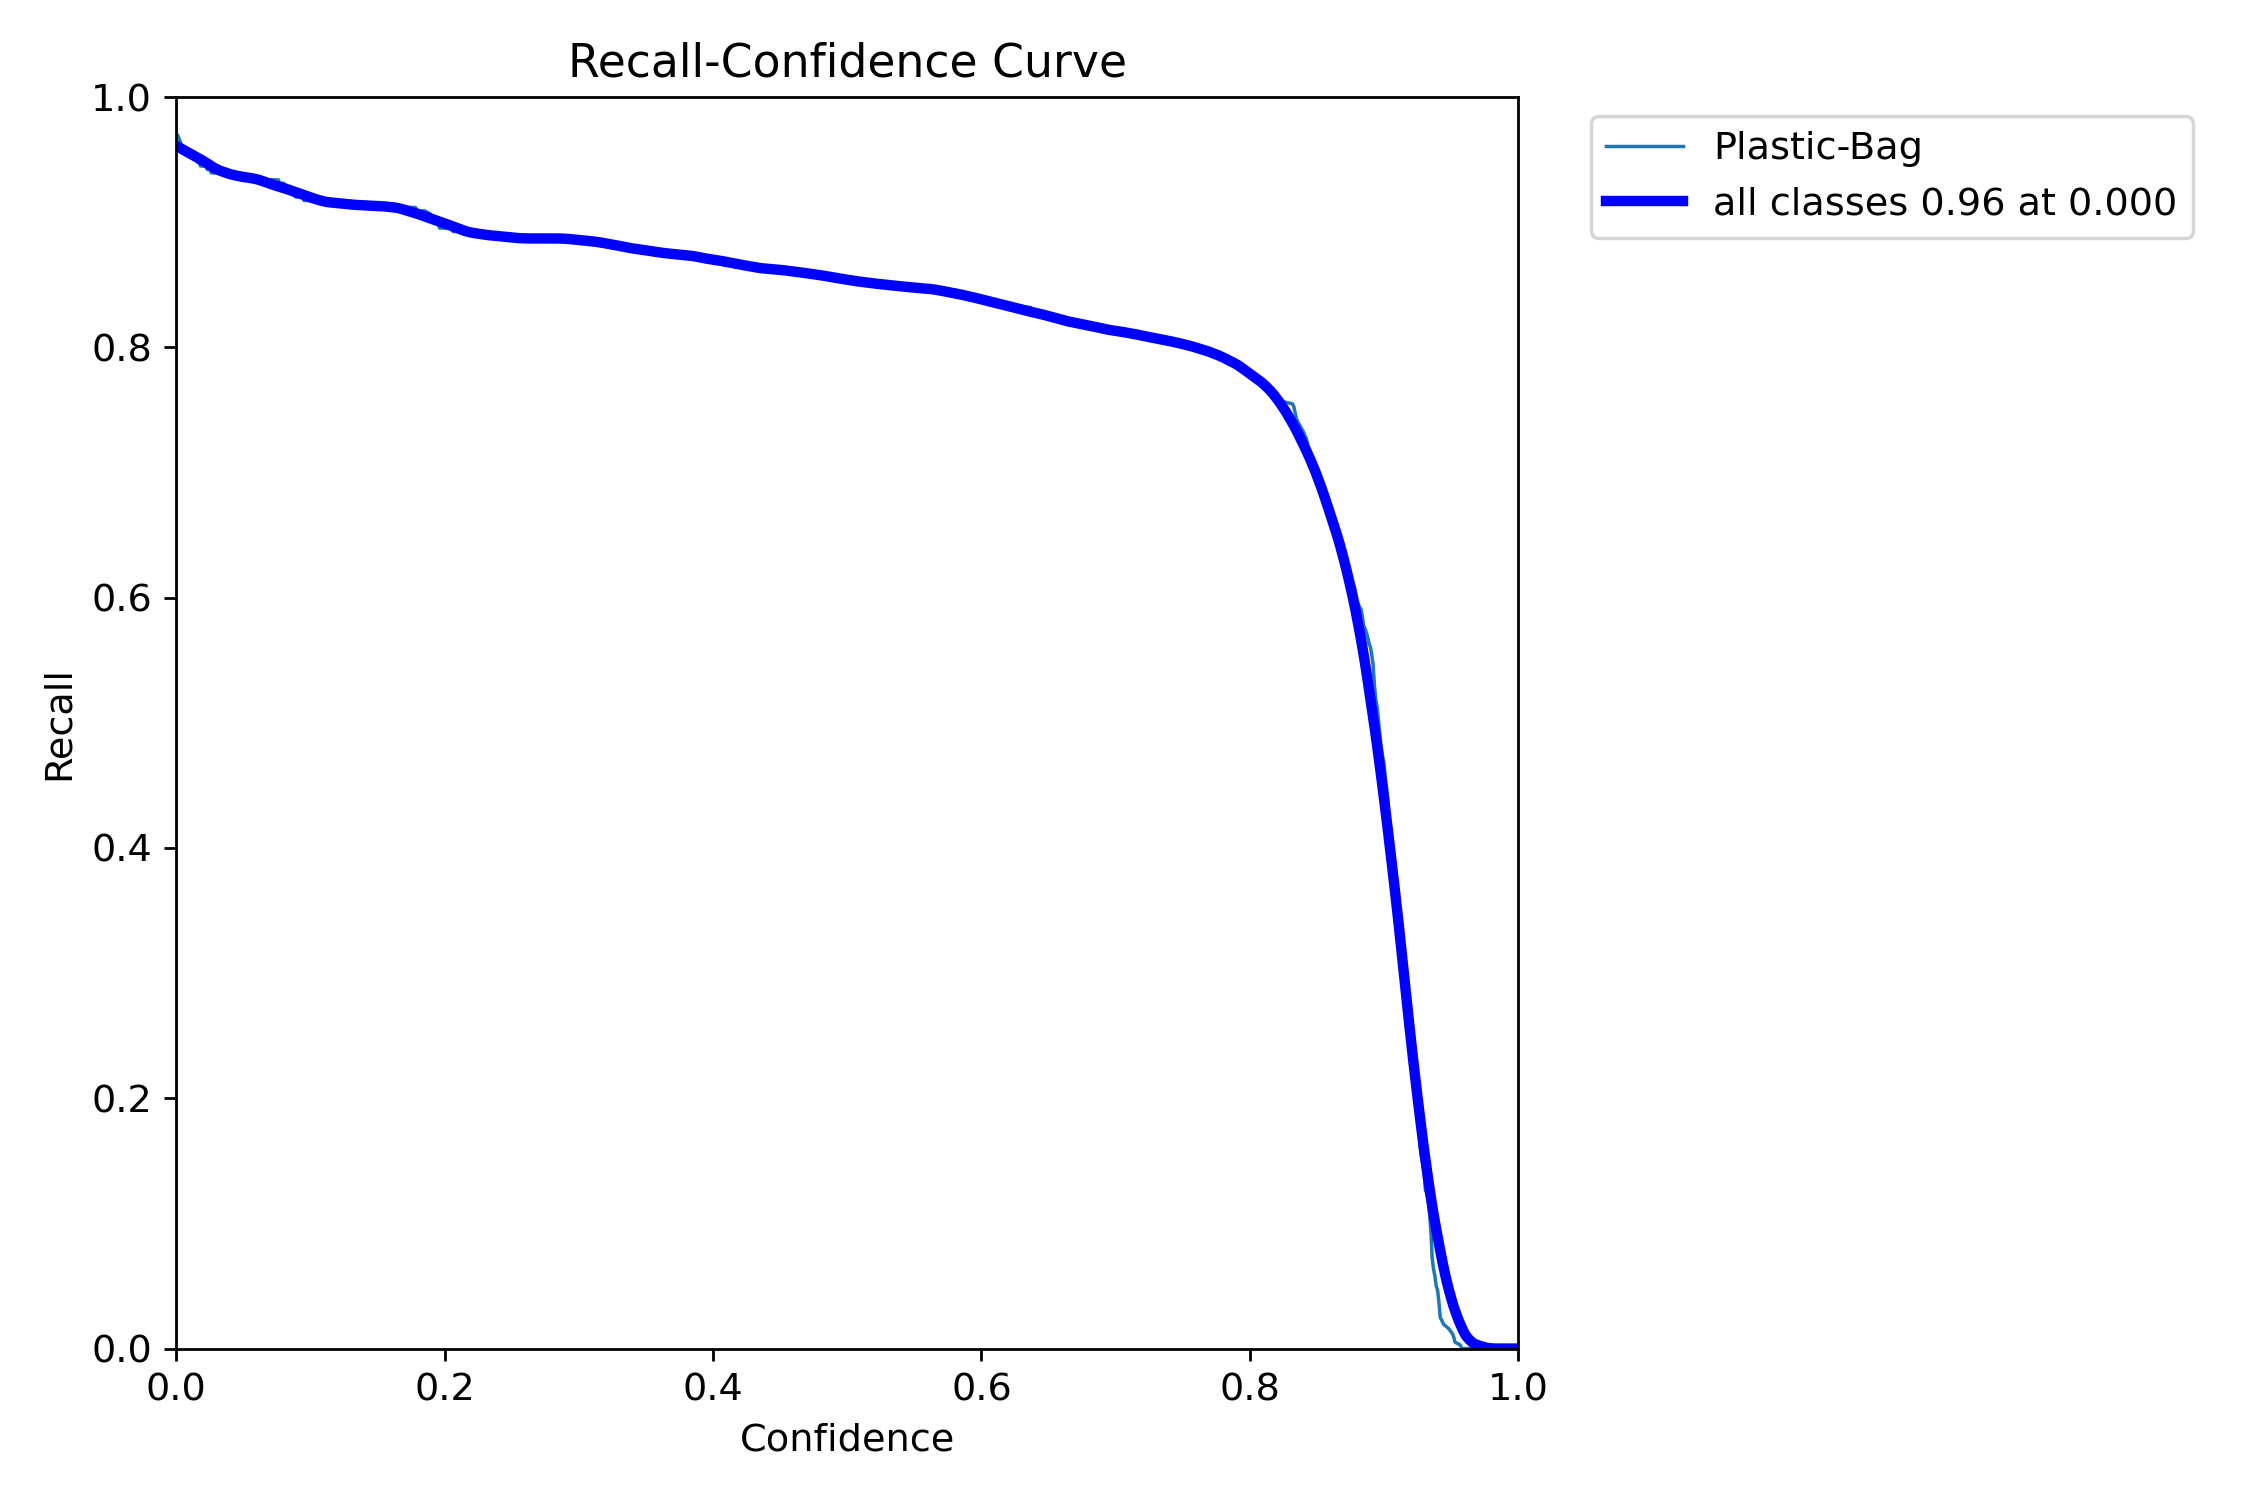 Recall-Confidence Curve
1.0
0.8
0.6
0.4
0.2
0.0
Recall
0.0 0.2 0.4 0.6 0.8 1.0
Confidence
Plastic-Bag
all classes 0.96 at 0.000